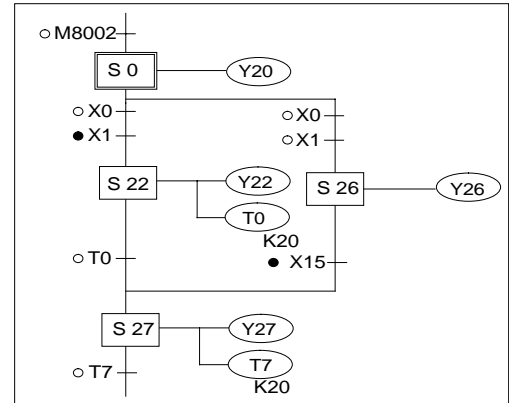 M8002
S 0 Y20
X0 X0
X1 X1
S 22 Y22 S 26 Y26
T0
K20
T0 X15
S 27 Y27
T7 T7
K20